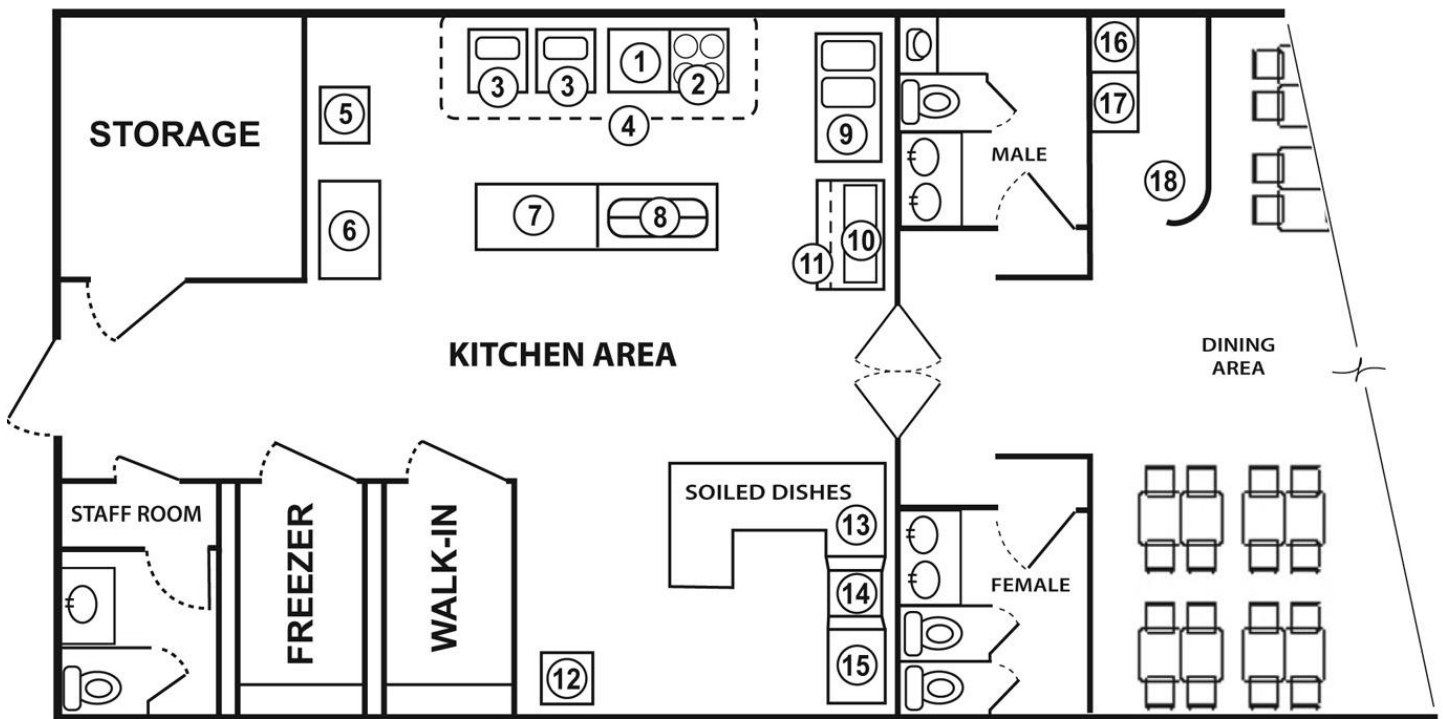 STORAGE
5
6
3
3
1
2
4
7
8
9
10
11
KITCHEN AREA
MALE
16
17
18
DINING
AREA
STAFF ROOM
FREEZER
WALK-IN
12
SOILED DISHES
13
14
15
FEMALE